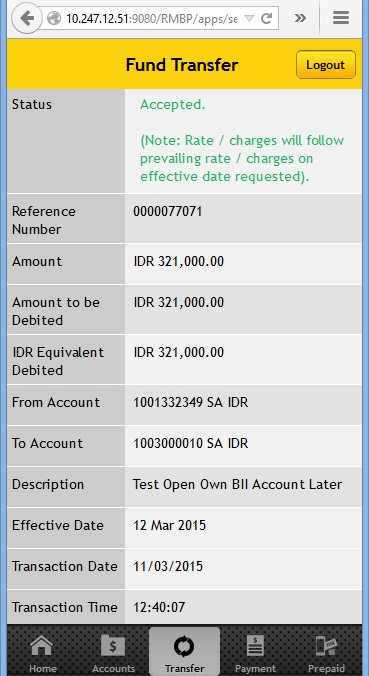 10.247.12.51:9080/RMBP/apps/se
Fund Transfer
Logout
Status
Accepted.
(Note: Rate / charges will follow
prevailing rate / charges on
effective date requested).
Reference
Number
0000077071
Amount
IDR 321,000.00
Amount to be
Debited
IDR 321,000.00
IDR Equivalent
Debited
IDR 321,000.00
From Account
1001332349 SA IDR
To Account
1003000010 SA IDR
Description
Test Open Own BII Account Later
Effective Date
12 Mar 2015
Transaction Date
11/03/2015
Transaction Time
12:40:07
Home
Accounts
Transfer
Payment
Prepaid